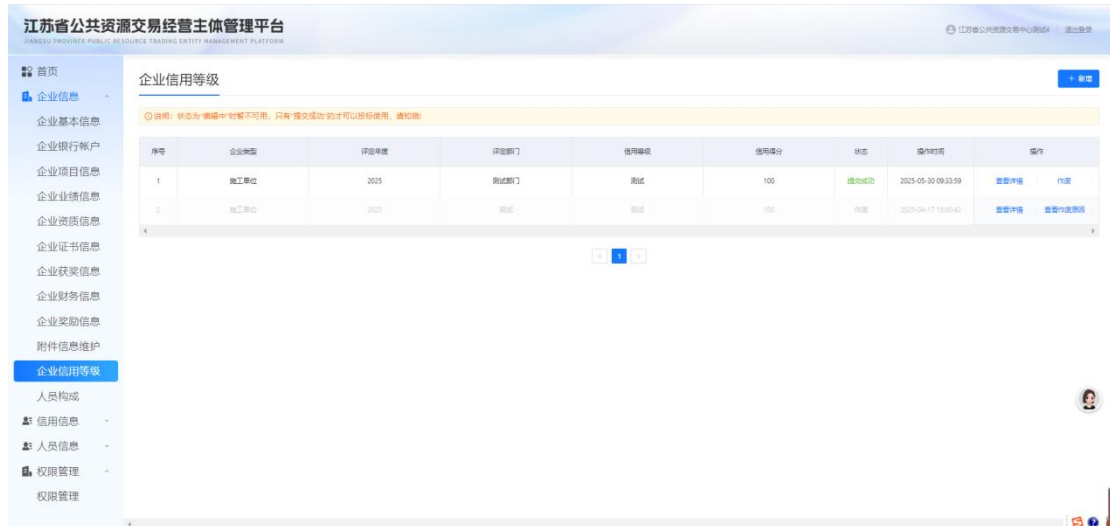 江苏省公共资源交易经营主体管理平台
JIANGSU PROVINCE PUBLIC RESOURCE TRADING ENTITY MANAGEMENT PLATFORM
江苏省公共资源交易中心测试4 退出登录
首页
企业信息
企业基本信息
企业银行帐户
企业项目信息
企业业绩信息
企业资质信息
企业证书信息
企业获奖信息
企业财务信息
企业奖励信息
附件信息维护
企业信用等级
人员构成
信用信息
人员信息
权限管理
权限管理
企业信用等级
+ 新增
说明：状态为"编辑中"时暂不可用，只有"提交成功"的才可以投标使用，请知晓!
序号 企业类型 评定年度 评定部门 信用等级 信用得分 状态 操作时间 操作
1 施工单位 2025 测试部门 测试 100 提交成功 2025-05-30 09:33:59 查看详情 作废
2 施工单位 2025 测试 测试 100 作废 2025-04-17 15:00:42 查看详情 查看作废原因
1